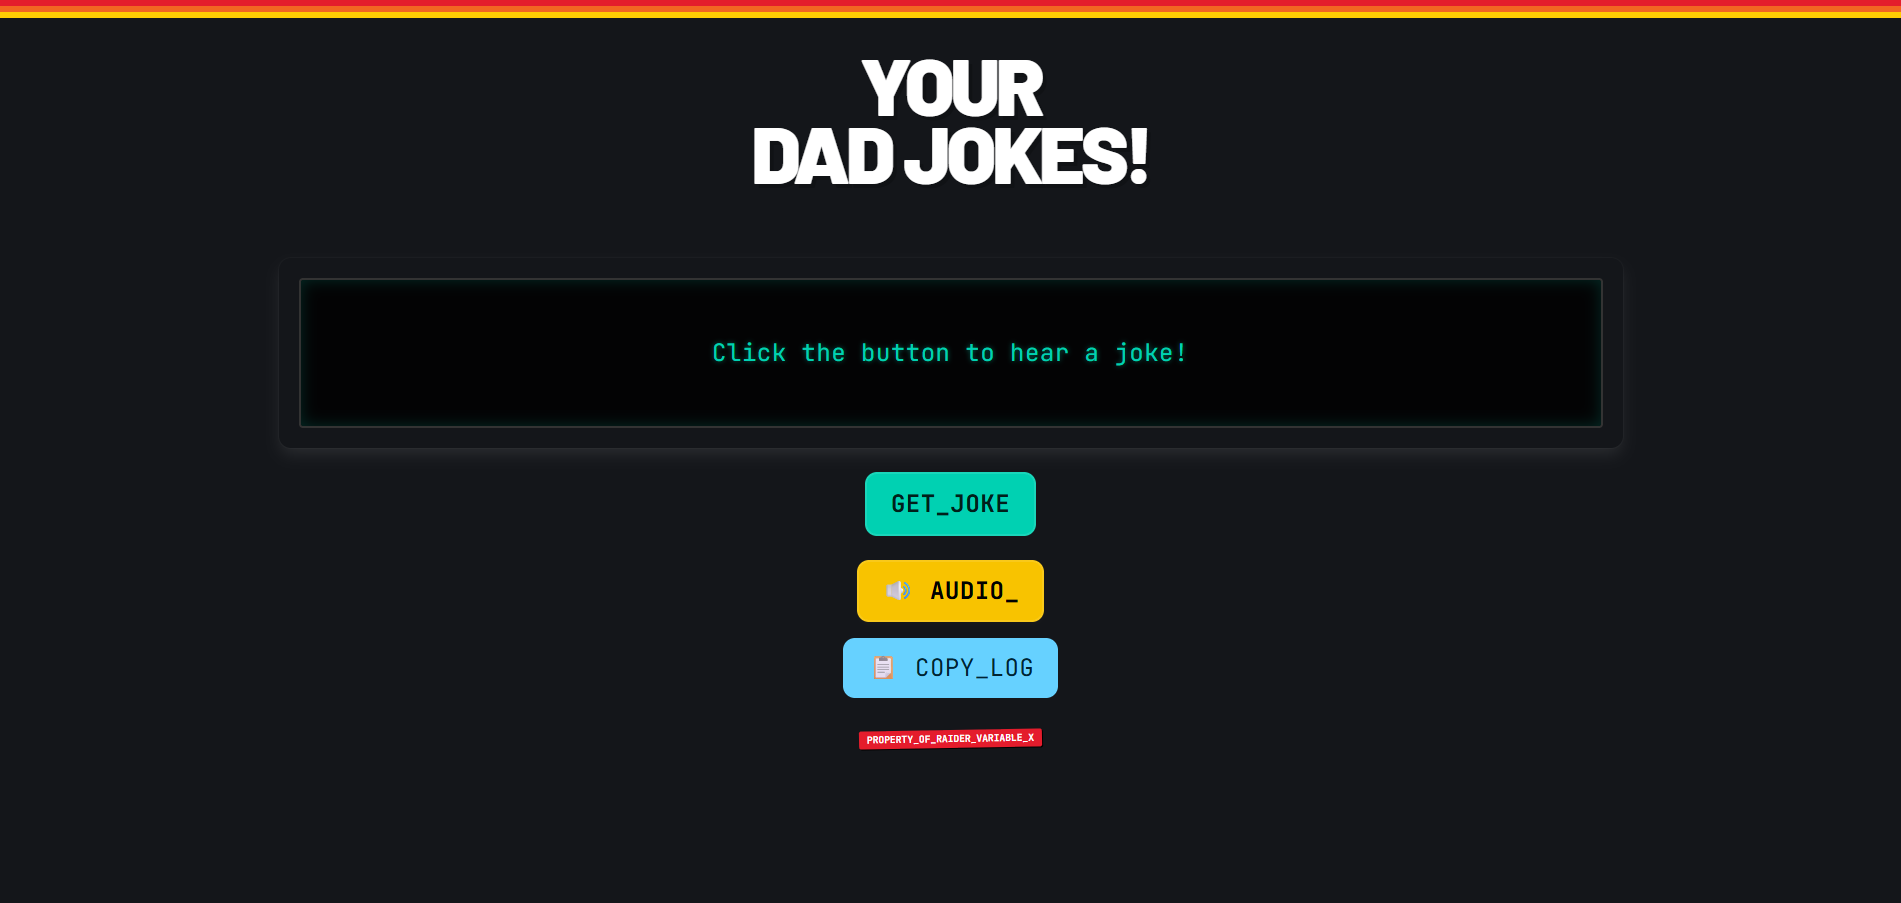 YOUR
DAD JOKES!
Click the button to hear a joke!
GET_JOKE
AUDIO_
COPY_LOG
PROPERTY_OF_RAIDER_VARIABLE_X